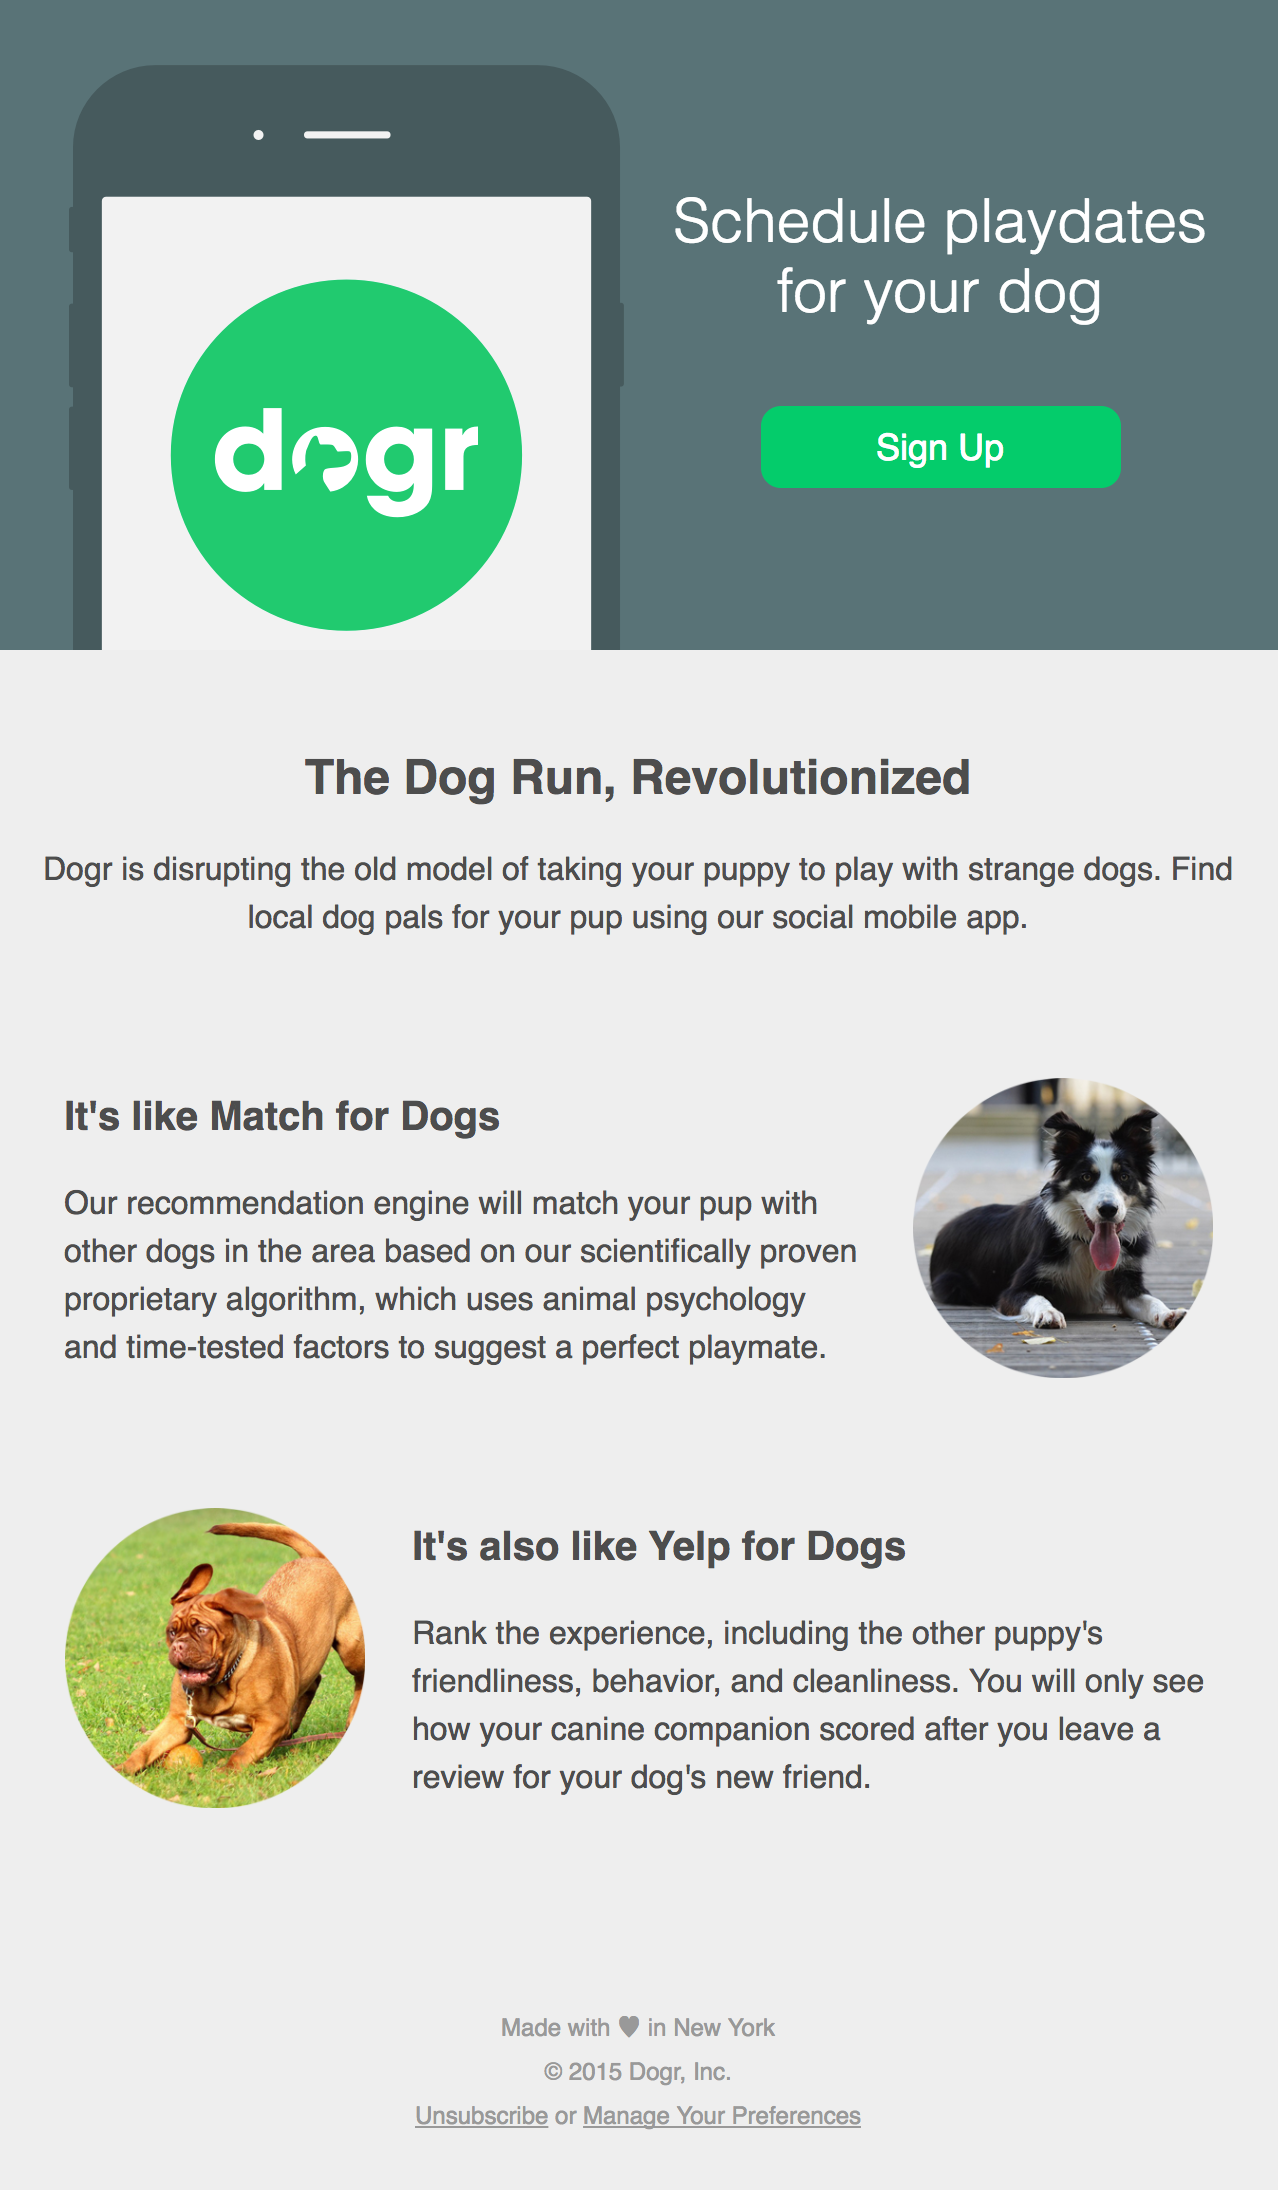 dogr
Schedule playdates
for your dog
Sign Up
The Dog Run, Revolutionized
Dogr is disrupting the old model of taking your puppy to play with strange dogs. Find
local dog pals for your pup using our social mobile app.
It's like Match for Dogs
Our recommendation engine will match your pup with
other dogs in the area based on our scientifically proven
proprietary algorithm, which uses animal psychology
and time-tested factors to suggest a perfect playmate.
It's also like Yelp for Dogs
Rank the experience, including the other puppy's
friendliness, behavior, and cleanliness. You will only see
how your canine companion scored after you leave a
review for your dog's new friend.
Made with ♥ in New York
© 2015 Dogr, Inc.
Unsubscribe or Manage Your Preferences